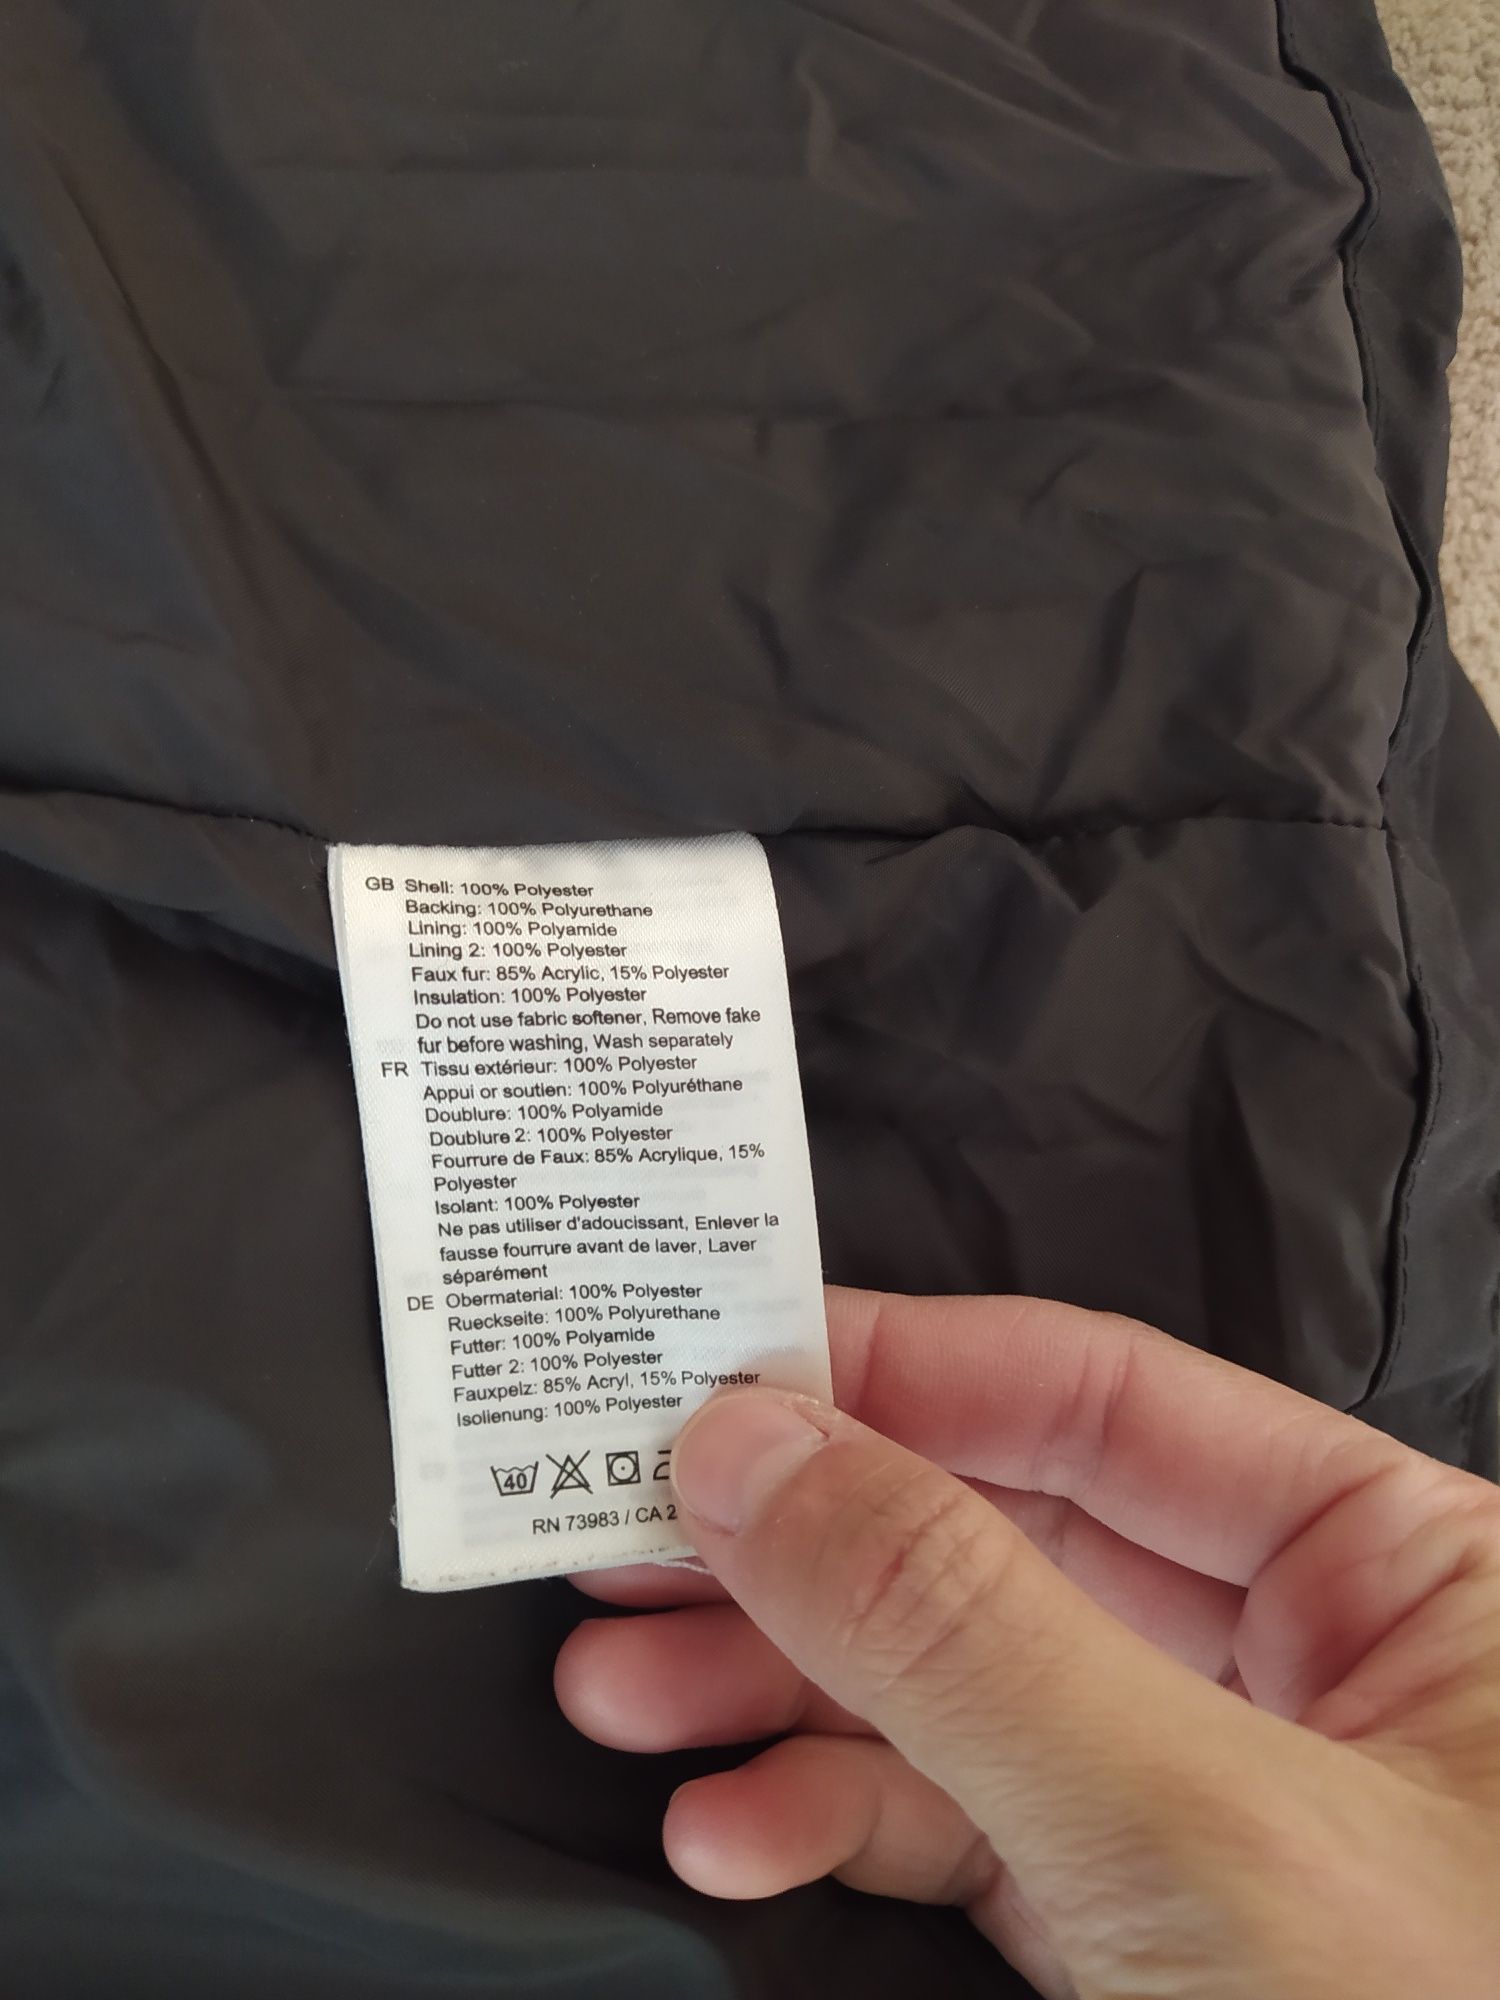 GB Shell: 100% Polyester
Backing: 100% Polyurethane
Lining: 100% Polyamide
Lining 2: 100% Polyester
Faux fur: 85% Acrylic, 15% Polyester
Insulation: 100% Polyester
Do not use fabric softener, Remove fake
fur before washing, Wash separately
FR Tissu extérieur: 100% Polyester
Appui or soutien: 100% Polyuréthane
Doublure: 100% Polyamide
Doublure 2: 100% Polyester
Fourrure de Faux: 85% Acrylique, 15%
Polyester
Isolant: 100% Polyester
Ne pas utiliser d'adoucissant, Enlever la
fausse fourrure avant de laver, Laver
séparément
DE Obermaterial: 100% Polyester
Rueckseite: 100% Polyurethane
Futter: 100% Polyamide
Futter 2: 100% Polyester
Fauxpelz: 85% Acryl, 15% Polyester
Isolienung: 100% Polyester
40
RN 73983 / CA 2